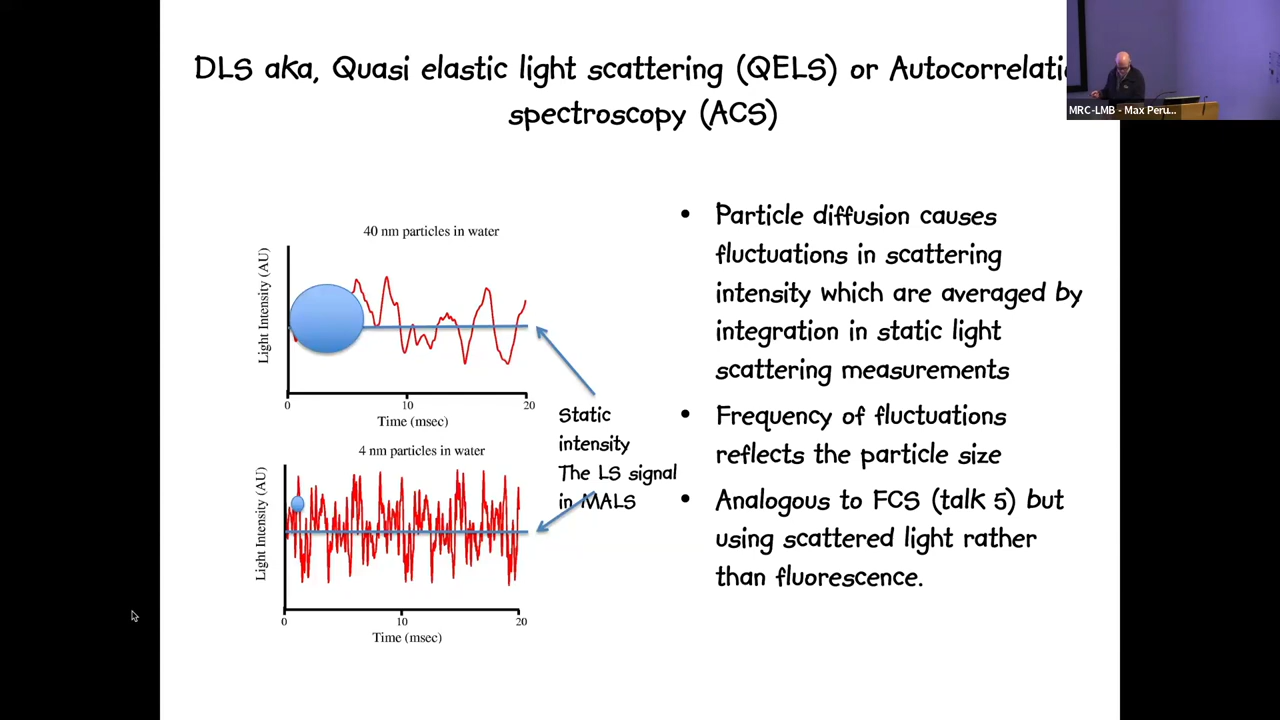 DLS aka, Quasi elastic light scattering (QELS) or Autocorrelati
spectroscopy (ACS)
MRC-LMB - Max Peru...
40 nm particles in water
Light Intensity (AU)
0 10 20
Time (msec)
4 nm particles in water
Light Intensity (AU)
0 10 20
Time (msec)
Static
intensity
The LS signal
in MALS
• Particle diffusion causes
fluctuations in scattering
intensity which are averaged by
integration in static light
scattering measurements
• Frequency of fluctuations
reflects the particle size
• Analogous to FCS (talk 5) but
using scattered light rather
than fluorescence.